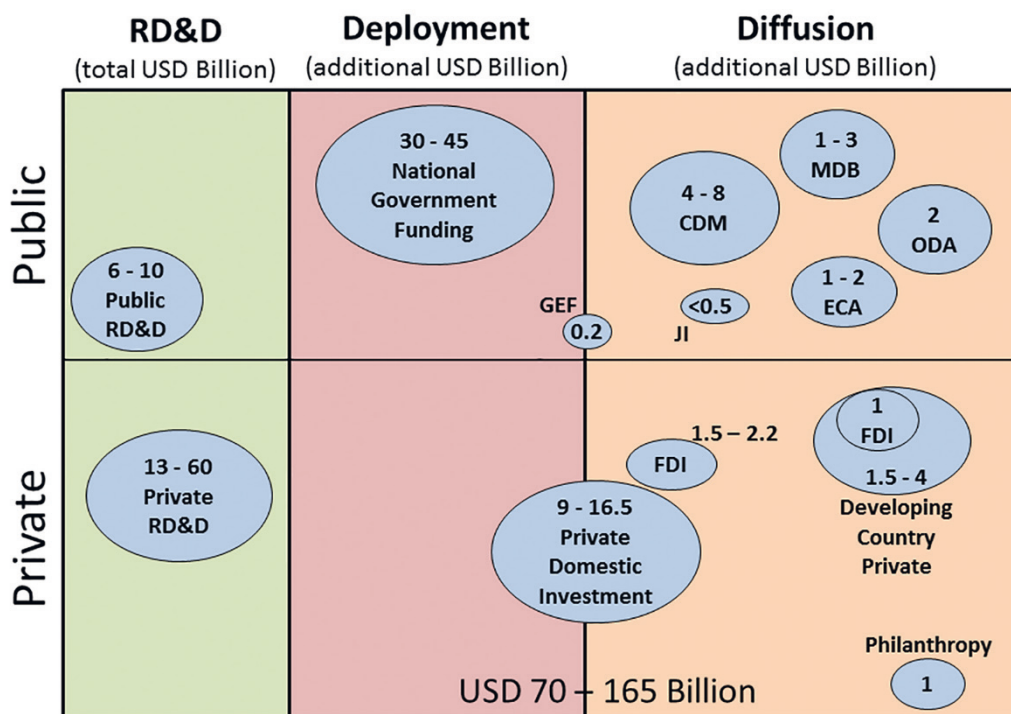 RD&D
(total USD Billion)
Deployment
(additional USD Billion)
Diffusion
(additional USD Billion)
Public
6 - 10
Public
RD&D
30 - 45
National
Government
Funding
GEF
0.2
4 - 8
CDM
1 - 3
MDB
2
ODA
1 - 2
ECA
<0.5
JI
Private
13 - 60
Private
RD&D
9 - 16.5
Private
Domestic
Investment
1.5 – 2.2
FDI
1
FDI
1.5 - 4
Developing
Country
Private
Philanthropy
1
USD 70 – 165 Billion